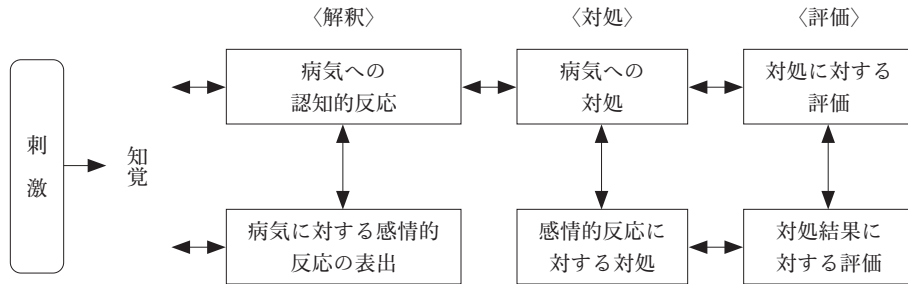 〈解釈〉
〈対処〉
〈評価〉
刺激
知覚
病気への
認知的反応
病気への
対処
対処に対する
評価
病気に対する感情的
反応の表出
感情的反応に
対する対処
対処結果に
対する評価